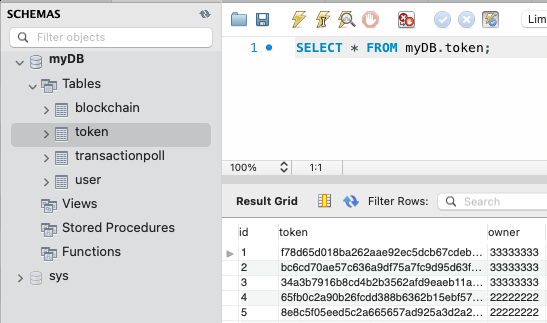 SCHEMAS
Filter objects
myDB
Tables
blockchain
token
transactionpoll
user
Views
Stored Procedures
Functions
sys
Lim
1 SELECT * FROM myDB.token;
100% 1:1
Result Grid Filter Rows: Search
id token owner
1 f78d65d018ba262aae92ec5dcb67cdeb... 33333333
2 bc6cd70ae57c636a9df75a7fc9d95d63f... 33333333
3 34a3b7916b8cd4b2b3562afd9eaeb11a... 33333333
4 65fb0c2a90b26fcdd388b6362b15ebf57... 22222222
5 8e8c5f05eed5c2a665657ad925a3d2a2... 22222222